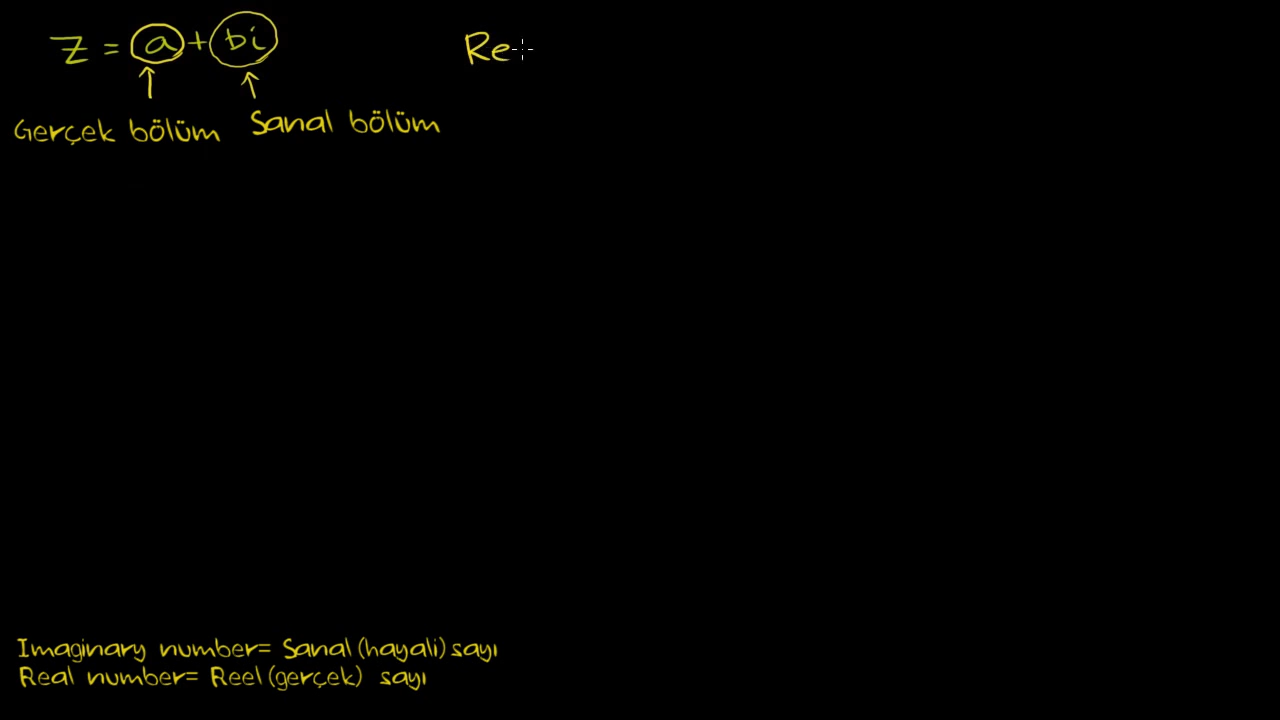 z = a + bi
Re
Gerçek bölüm
Sanal bölüm
Imaginary number= Sanal (hayali) sayı
Real number= Reel (gerçek) sayı